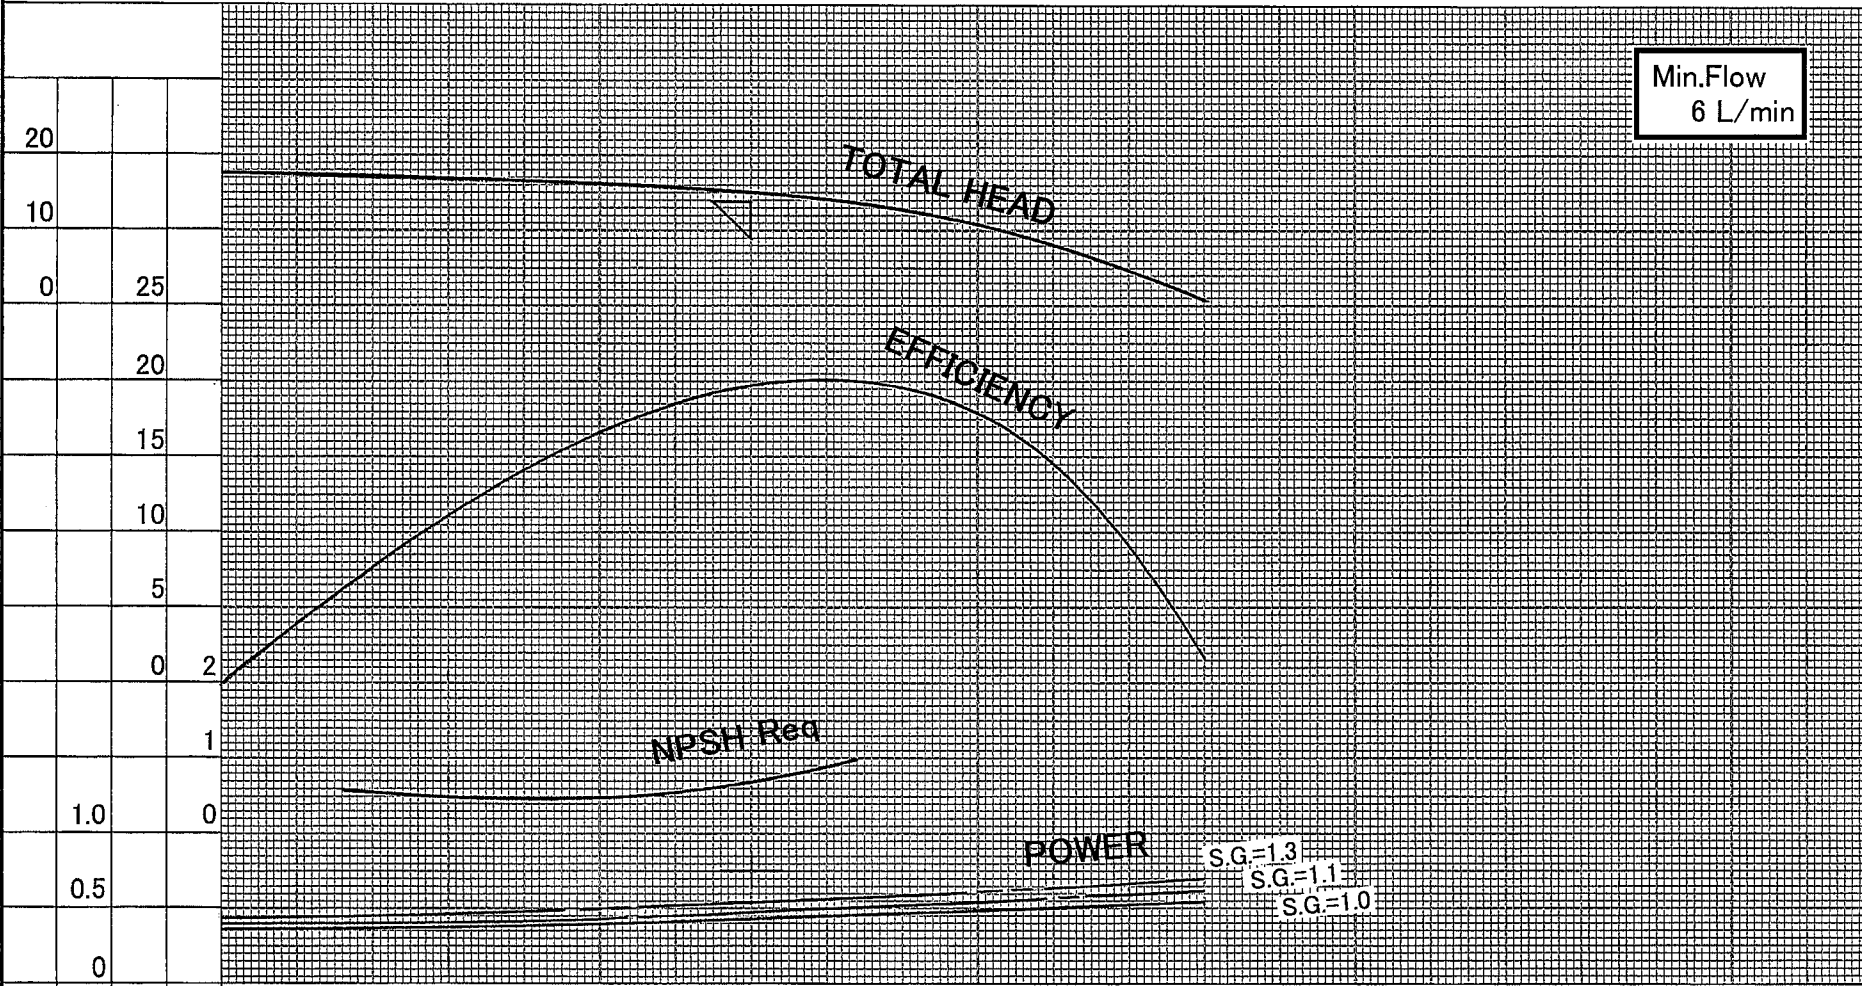 Min.Flow
6 L/min
20
TOTAL HEAD
10
0 25
EFFICIENCY
20
15
10
5
0 2
NPSH Req
1
1.0 0
POWER
S.G.=1.3
S.G.=1.1
0.5
S.G.=1.0
0